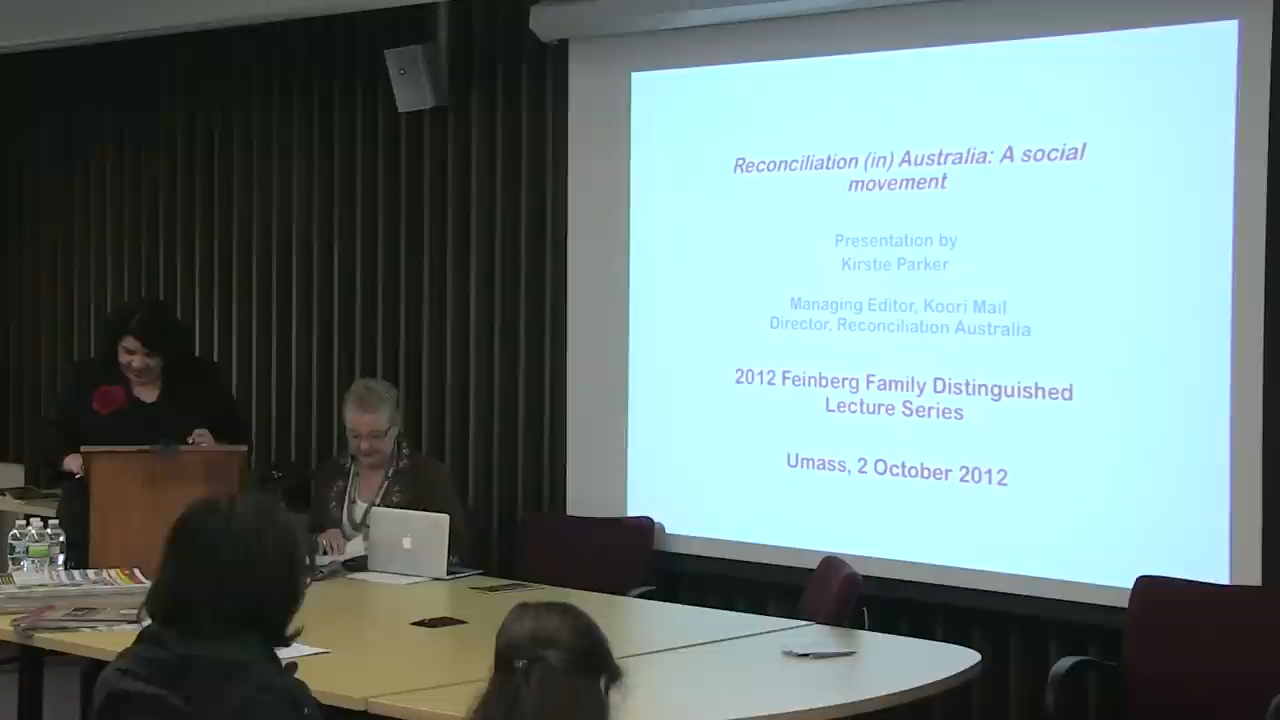 Reconciliation (in) Australia: A social
movement
Presentation by
Kirstie Parker
Managing Editor, Koori Mail
Director, Reconciliation Australia
2012 Feinberg Family Distinguished
Lecture Series
Umass, 2 October 2012